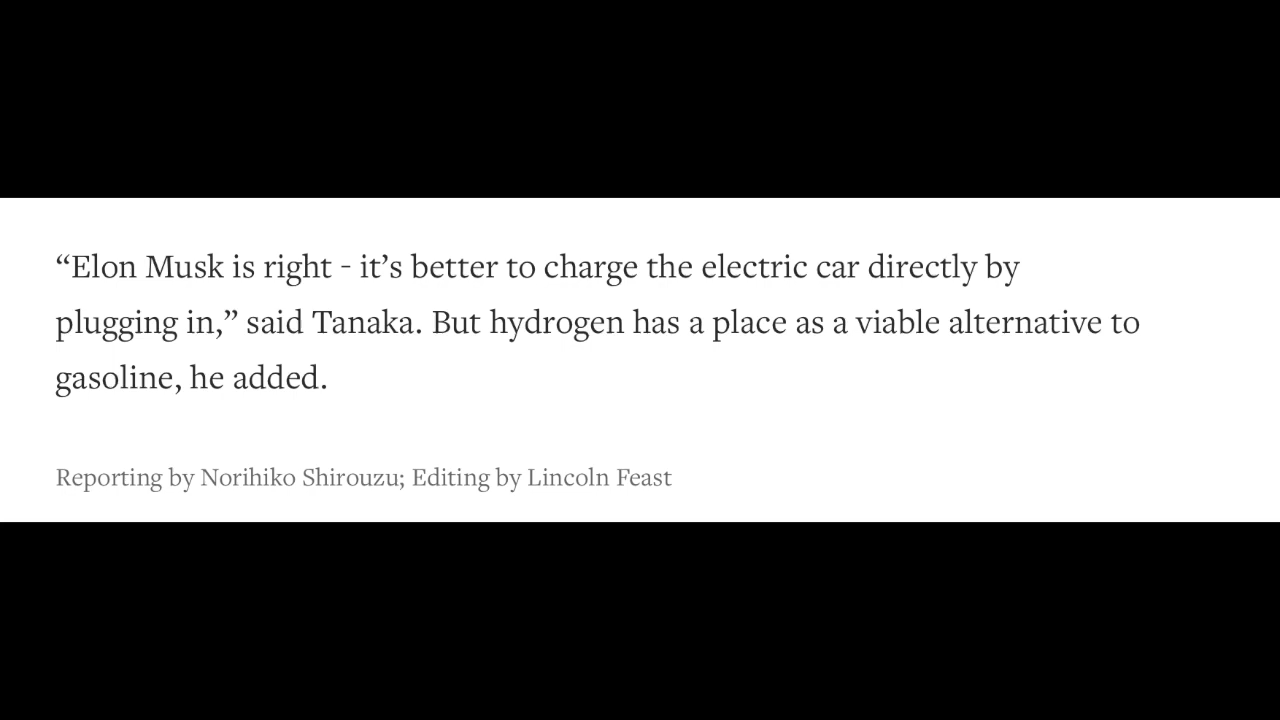 “Elon Musk is right - it’s better to charge the electric car directly by
plugging in,” said Tanaka. But hydrogen has a place as a viable alternative to
gasoline, he added.
Reporting by Norihiko Shirouzu; Editing by Lincoln Feast